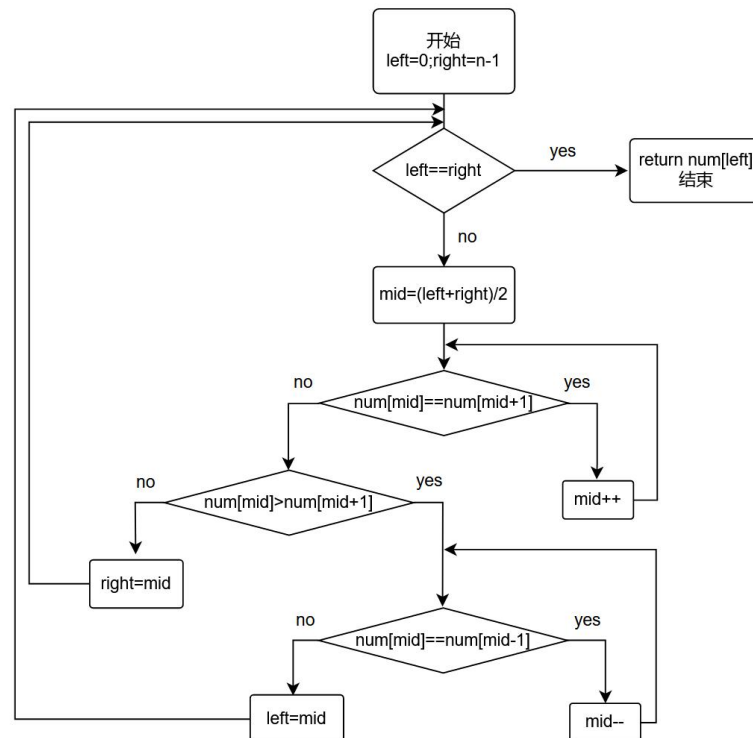 开始
left=0;right=n-1
left==right
yes
return num[left]
结束
no
mid=(left+right)/2
no
yes
num[mid]==num[mid+1]
no
yes
num[mid]>num[mid+1]
mid++
right=mid
no
yes
num[mid]==num[mid-1]
left=mid
mid--